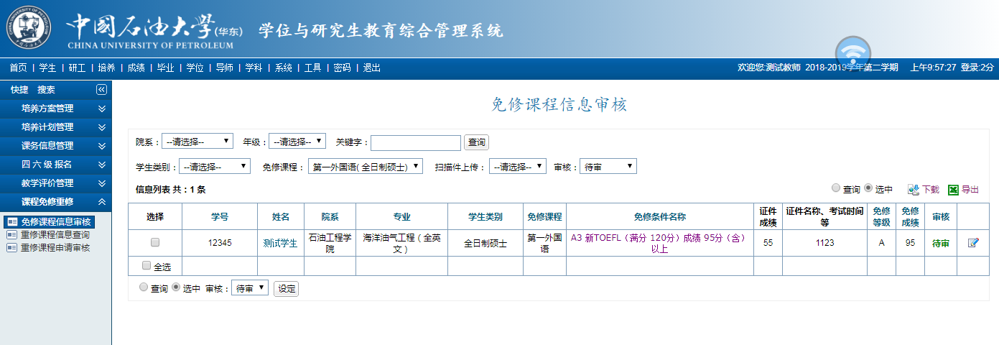 中國石油大學(华东) 学位与研究生教育综合管理系统
CHINA UNIVERSITY OF PETROLEUM
首页 | 学生 | 研工 | 培养 | 成绩 | 毕业 | 学位 | 导师 | 学科 | 系统 | 工具 | 密码 | 退出 欢迎您:测试教师 2018-2019学年第二学期 上午9:57:27 登录:2分
快捷 搜索
培养方案管理
培养计划管理
课务信息管理
四 六 级 报名
教学评价管理
课程免修重修
免修课程信息审核
重修课程信息查询
重修课程申请审核
免修课程信息审核
院系： --请选择-- 年级： --请选择-- 关键字： 查询
学生类别： --请选择-- 免修课程： 第一外国语( 全日制硕士) 扫描件上传： --请选择-- 审核： 待审
信息列表 共：1 条 查询 选中 下载 导出
选择 学号 姓名 院系 专业 学生类别 免修课程 免修条件名称 证件成绩 证件名称、考试时间等 免修等级 免修成绩 审核
12345 测试学生 石油工程学院 海洋油气工程（全英文） 全日制硕士 第一外国语 A3 新TOEFL（满分 120分）成绩 95分（含）以上 55 1123 A 95 待审
全选
查询 选中 审核： 待审 设定